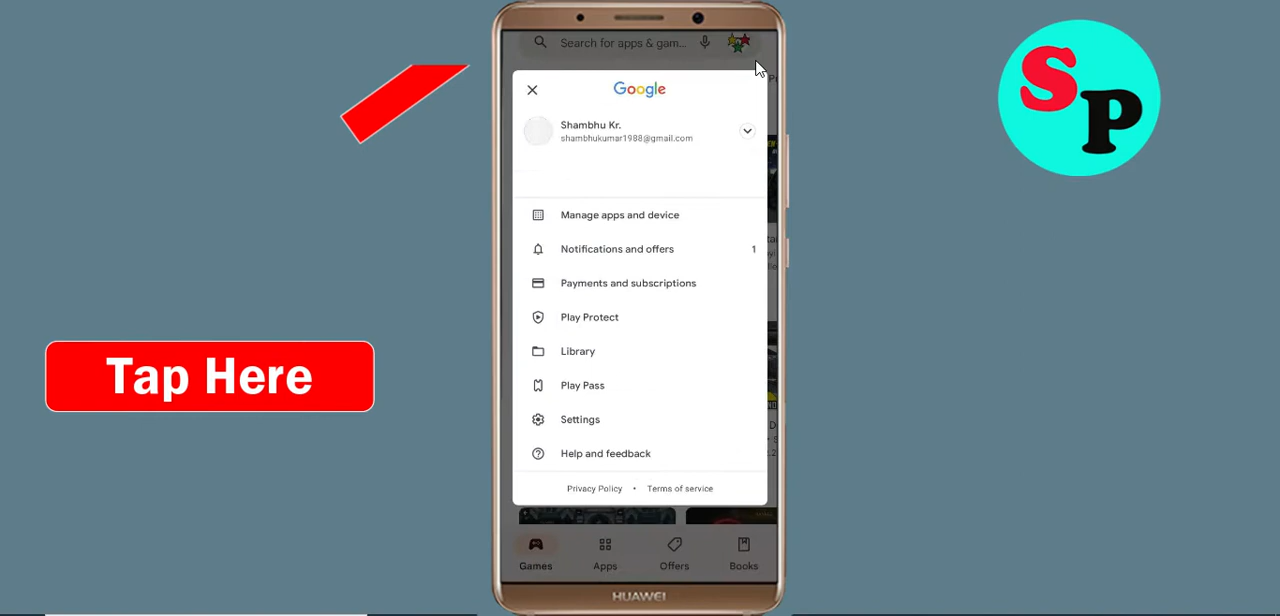 Search for apps & gam...
Google
Shambhu Kr.
shambhukumar1988@gmail.com
Manage apps and device
Notifications and offers 1
Payments and subscriptions
Play Protect
Library
Play Pass
Settings
Help and feedback
Privacy Policy • Terms of service
Games Apps Offers Books
HUAWEI
Tap Here
SP